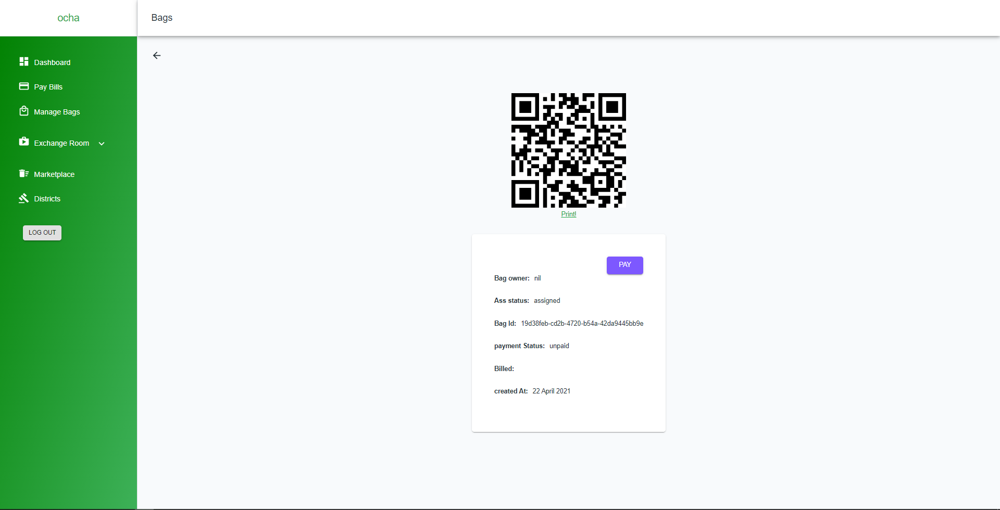 ocha
Bags
Dashboard
Pay Bills
Manage Bags
Exchange Room
Marketplace
Districts
LOG OUT
Print!
PAY
Bag owner: nil
Ass status: assigned
Bag Id: 19d38feb-cd2b-4720-b54a-42da9445bb9e
payment Status: unpaid
Billed:
created At: 22 April 2021